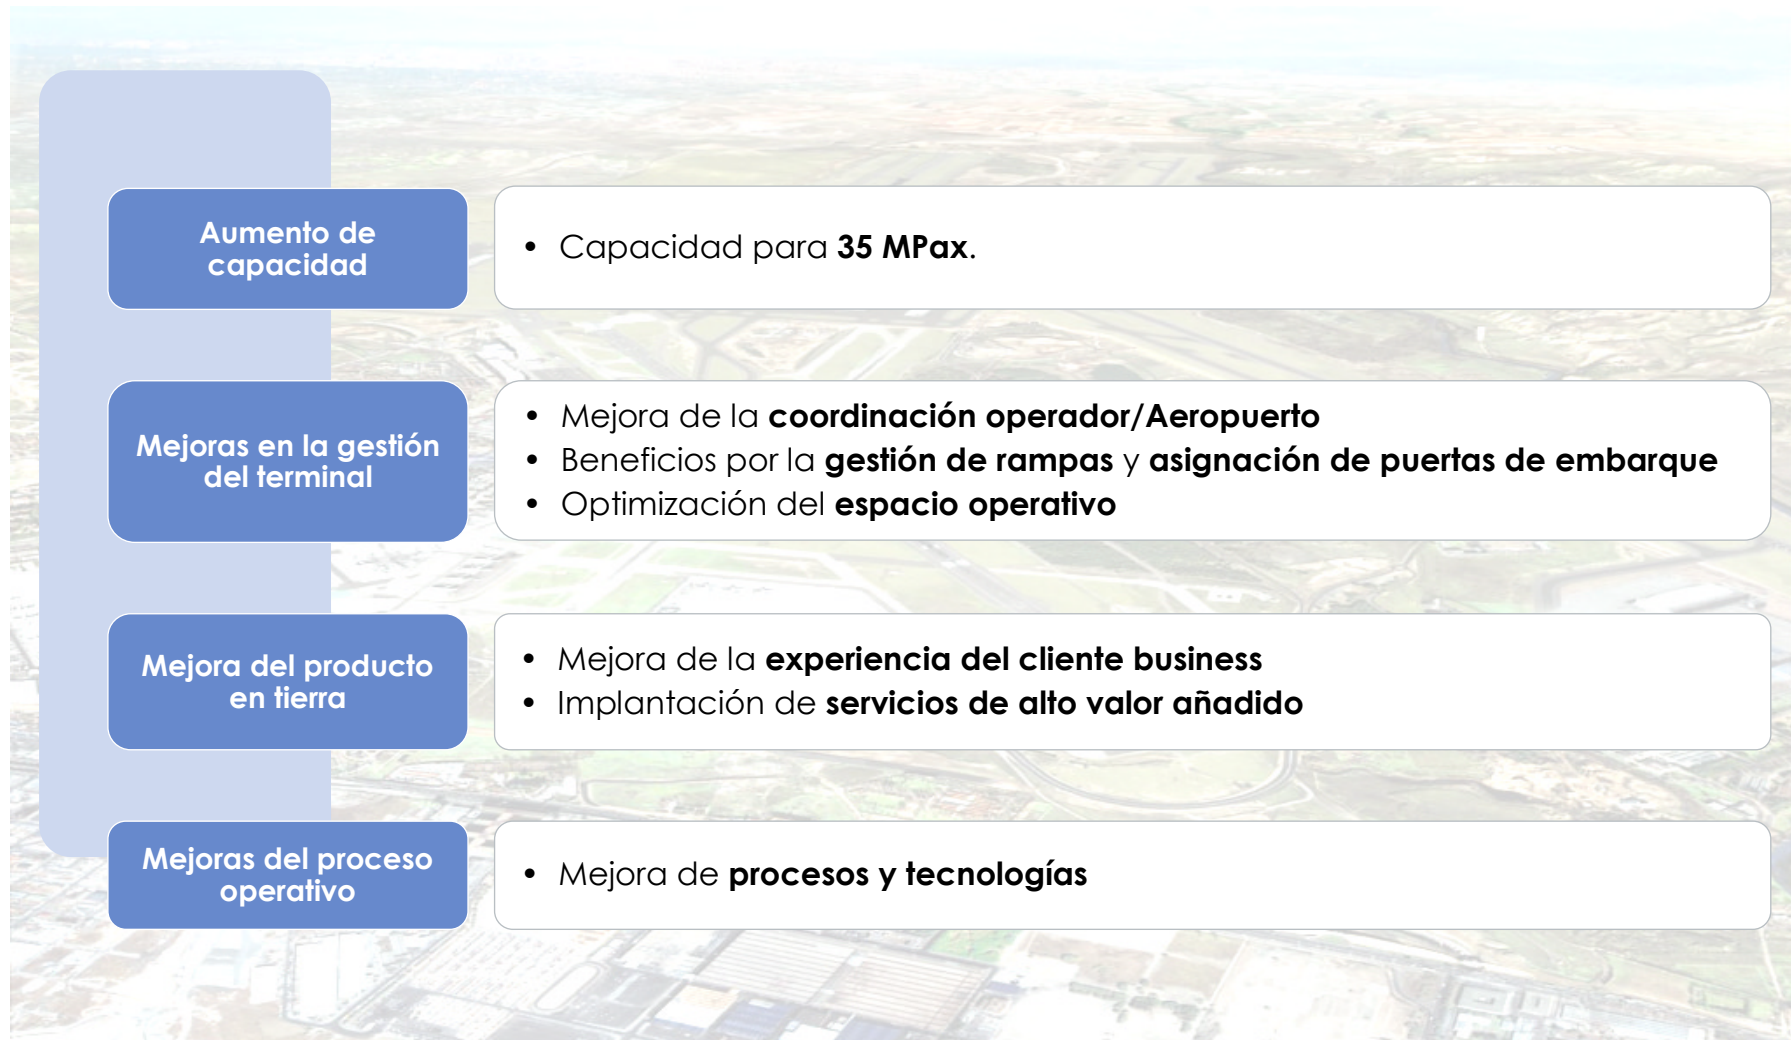 Aumento de
capacidad
• Capacidad para 35 MPax.
Mejoras en la gestión
del terminal
• Mejora de la coordinación operador/Aeropuerto
• Beneficios por la gestión de rampas y asignación de puertas de embarque
• Optimización del espacio operativo
Mejora del producto
en tierra
• Mejora de la experiencia del cliente business
• Implantación de servicios de alto valor añadido
Mejoras del proceso
operativo
• Mejora de procesos y tecnologías